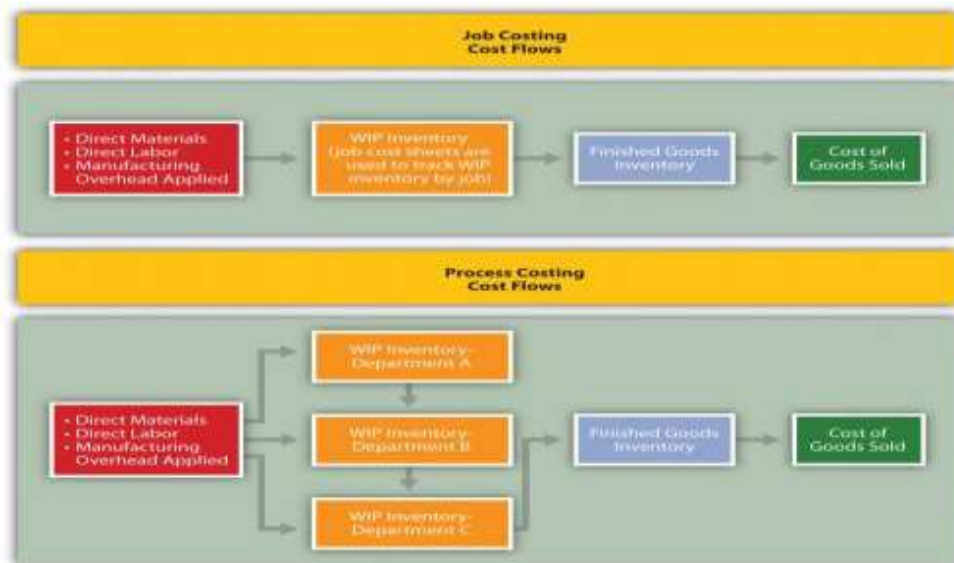 Job Costing
Cost Flows
• Direct Materials
• Direct Labor
• Manufacturing
Overhead Applied
WIP Inventory
(job cost sheets are
used to track WIP
inventory by job)
Finished Goods
Inventory
Cost of
Goods Sold
Process Costing
Cost Flows
• Direct Materials
• Direct Labor
• Manufacturing
Overhead Applied
WIP Inventory-
Department A
WIP Inventory-
Department B
WIP Inventory-
Department C
Finished Goods
Inventory
Cost of
Goods Sold